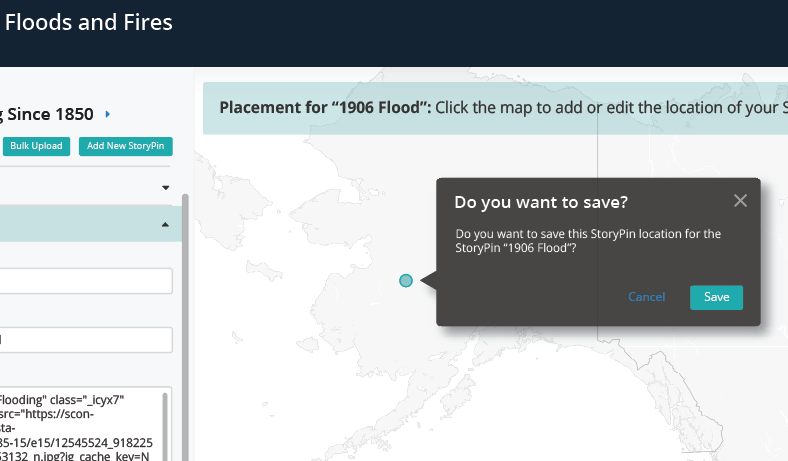 Floods and Fires
g Since 1850
Placement for “1906 Flood”: Click the map to add or edit the location of your S
Bulk Upload
Add New StoryPin
Do you want to save?
Do you want to save this StoryPin location for the
StoryPin “1906 Flood”?
Cancel
Save
Flooding" class="_icyx7"
src="https://scon-
sta-
85-15/e15/12545524_918225
53132_n.jpg?ig_cache_key=N